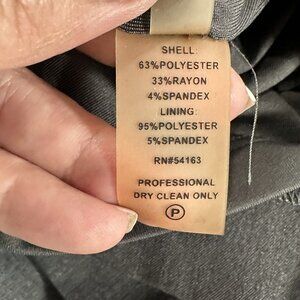 SHELL:
63%POLYESTER
33%RAYON
4%SPANDEX
LINING:
95%POLYESTER
5%SPANDEX
RN#54163
PROFESSIONAL
DRY CLEAN ONLY
P